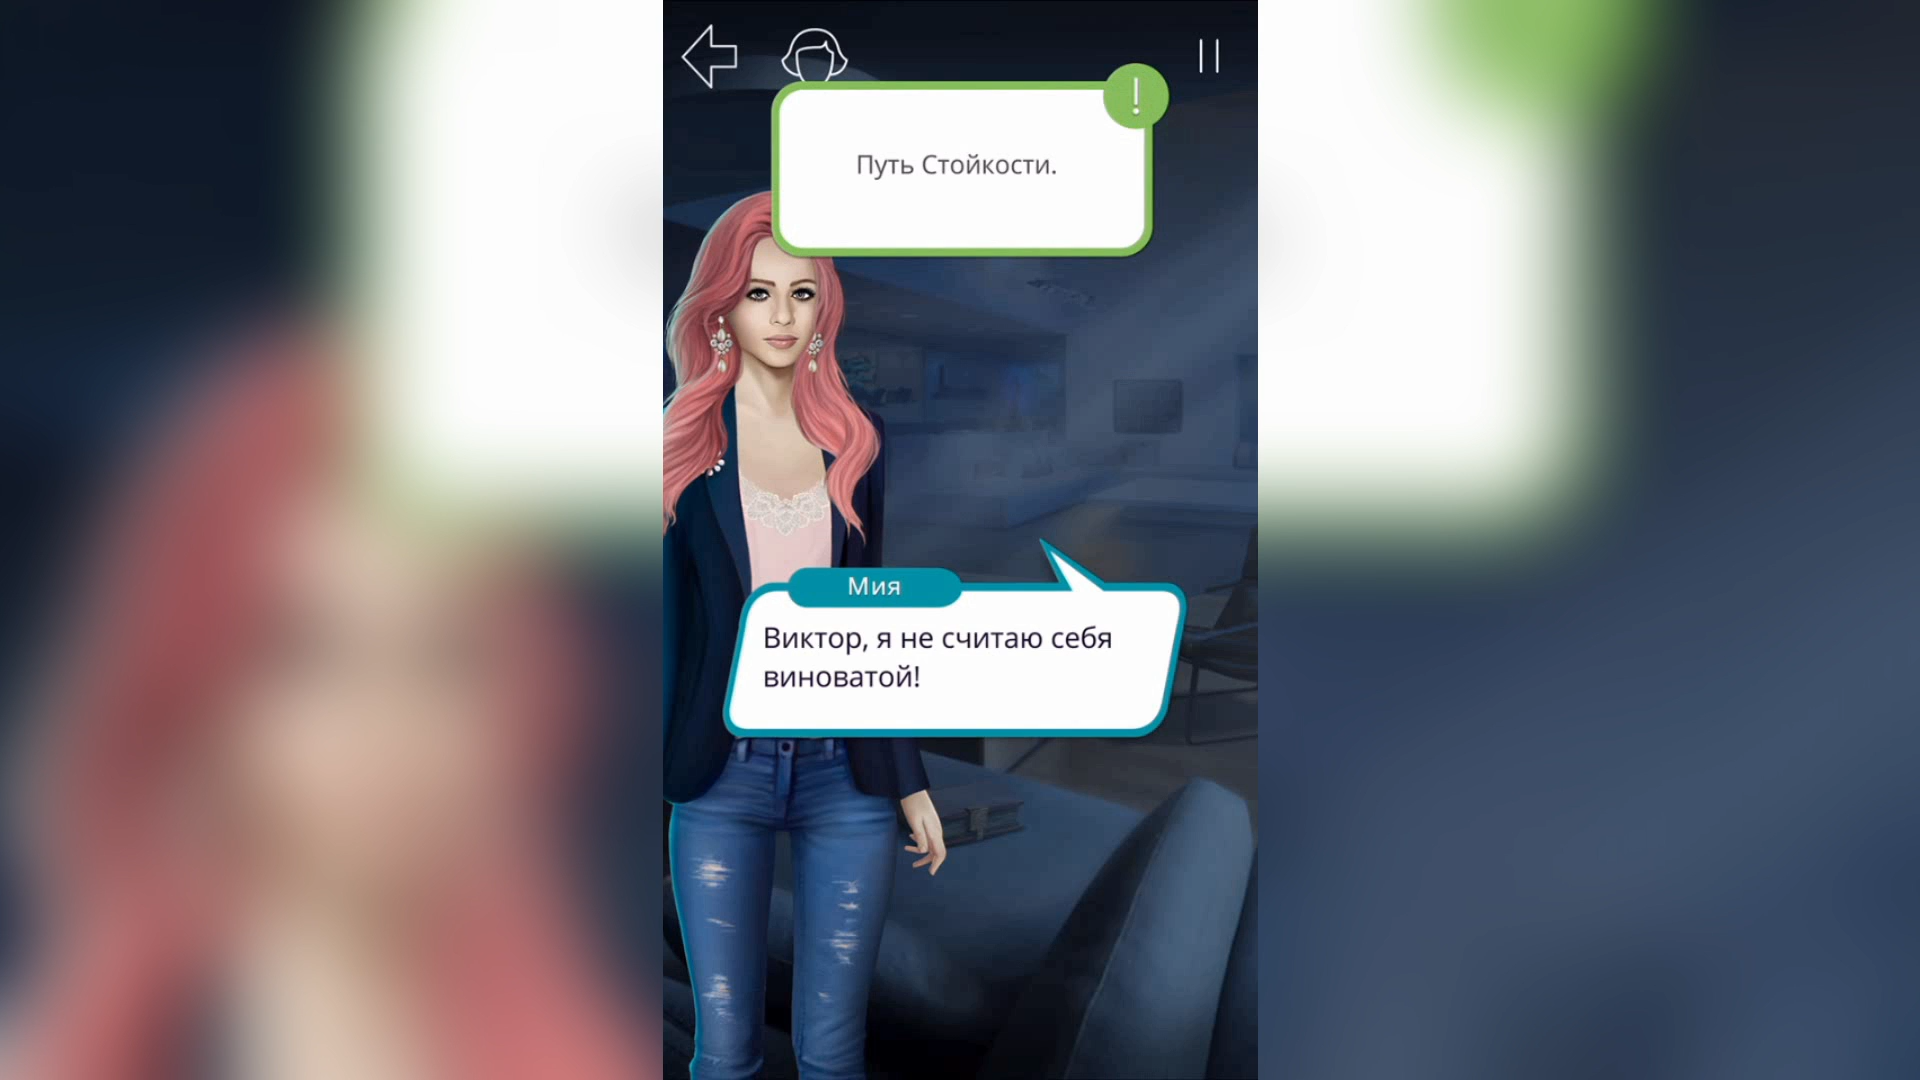 !
Путь Стойкости.
Мия
Виктор, я не считаю себя
виноватой!